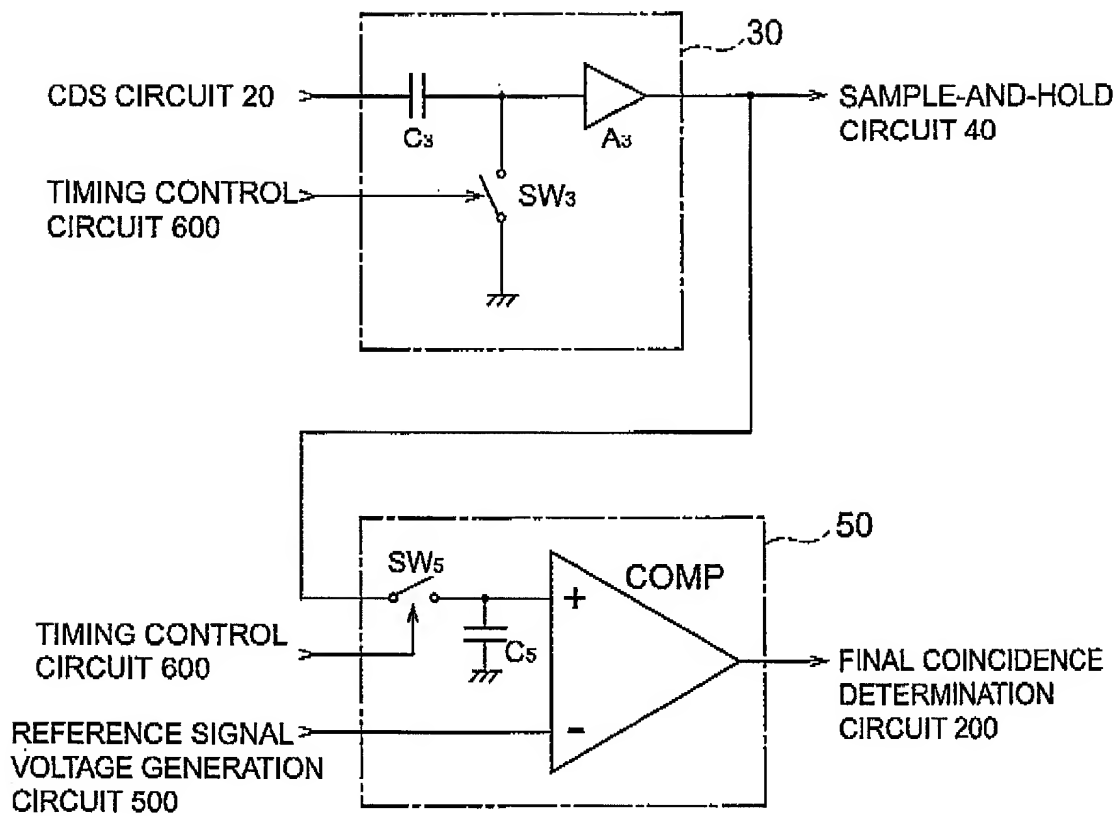 30
CDS CIRCUIT 20
C3
A3
SAMPLE-AND-HOLD
CIRCUIT 40
TIMING CONTROL
CIRCUIT 600
SW3
50
SW5
COMP
+
C5
TIMING CONTROL
CIRCUIT 600
FINAL COINCIDENCE
DETERMINATION
CIRCUIT 200
-
REFERENCE SIGNAL
VOLTAGE GENERATION
CIRCUIT 500